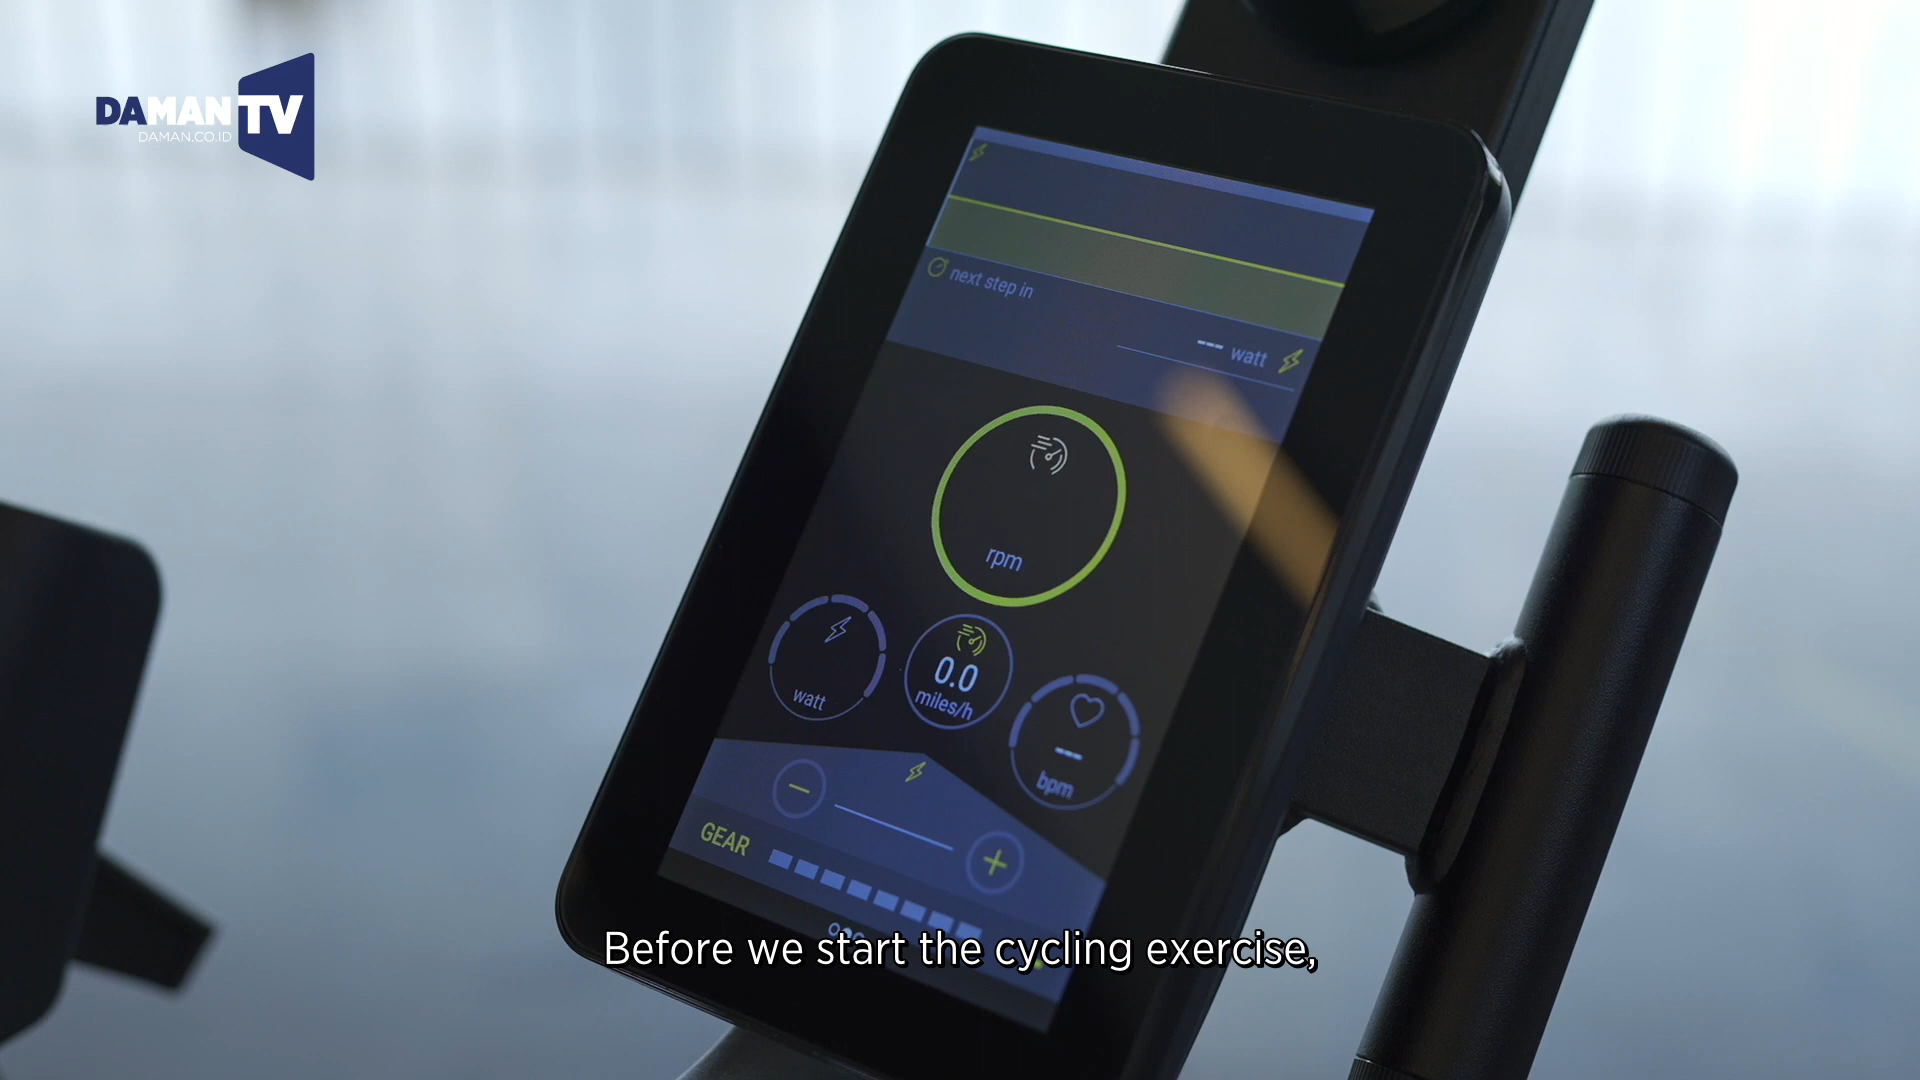 DAMAN TV
DAMAN.CO.ID
next step in
--- watt
rpm
watt
0.0
miles/h
--
bpm
GEAR
Before we start the cycling exercise,